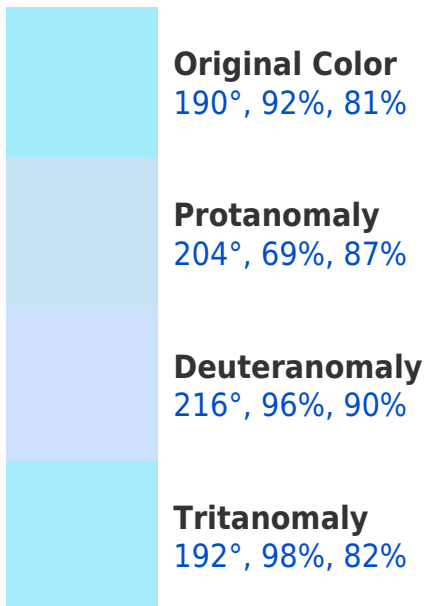 Original Color
190°, 92%, 81%
Protanomaly
204°, 69%, 87%
Deuteranomaly
216°, 96%, 90%
Tritanomaly
192°, 98%, 82%